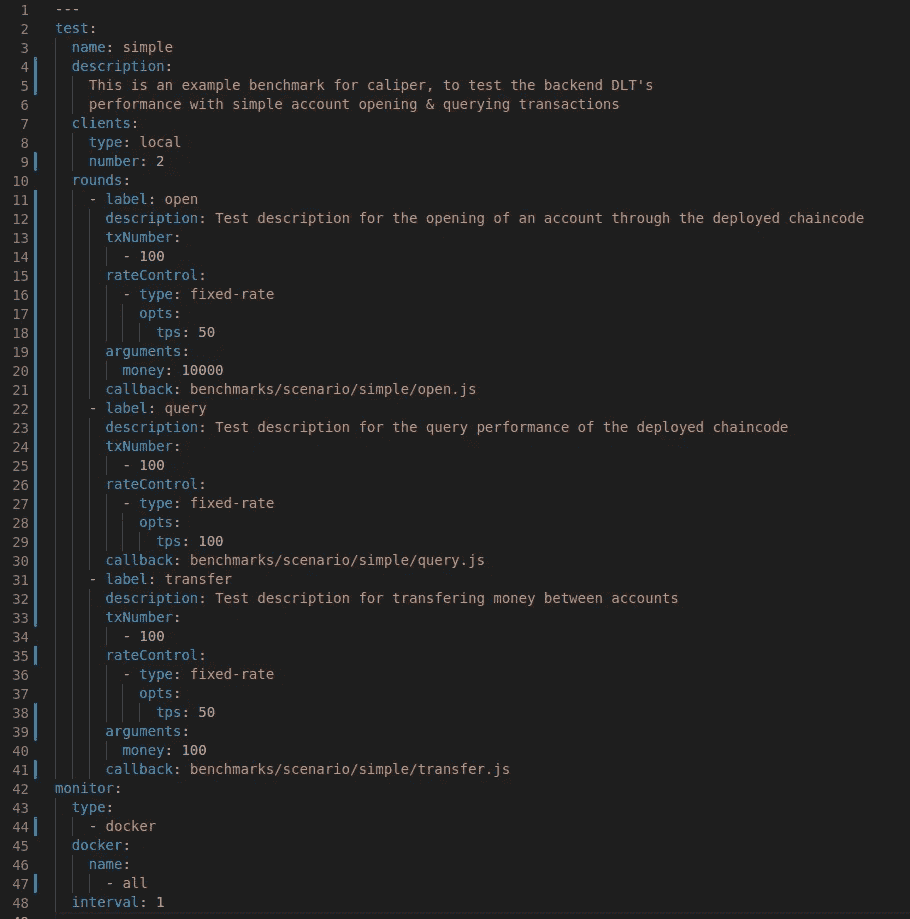 1 ---
2 test:
3   name: simple
4   description:
5     This is an example benchmark for caliper, to test the backend DLT's
6     performance with simple account opening & querying transactions
7   clients:
8     type: local
9     number: 2
10   rounds:
11     - label: open
12       description: Test description for the opening of an account through the deployed chaincode
13       txNumber:
14         - 100
15       rateControl:
16         - type: fixed-rate
17           opts:
18             tps: 50
19       arguments:
20         money: 10000
21       callback: benchmarks/scenario/simple/open.js
22     - label: query
23       description: Test description for the query performance of the deployed chaincode
24       txNumber:
25         - 100
26       rateControl:
27         - type: fixed-rate
28           opts:
29             tps: 100
30       callback: benchmarks/scenario/simple/query.js
31     - label: transfer
32       description: Test description for transfering money between accounts
33       txNumber:
34         - 100
35       rateControl:
36         - type: fixed-rate
37           opts:
38             tps: 50
39       arguments:
40         money: 100
41       callback: benchmarks/scenario/simple/transfer.js
42 monitor:
43   type:
44     - docker
45   docker:
46     name:
47       - all
48   interval: 1